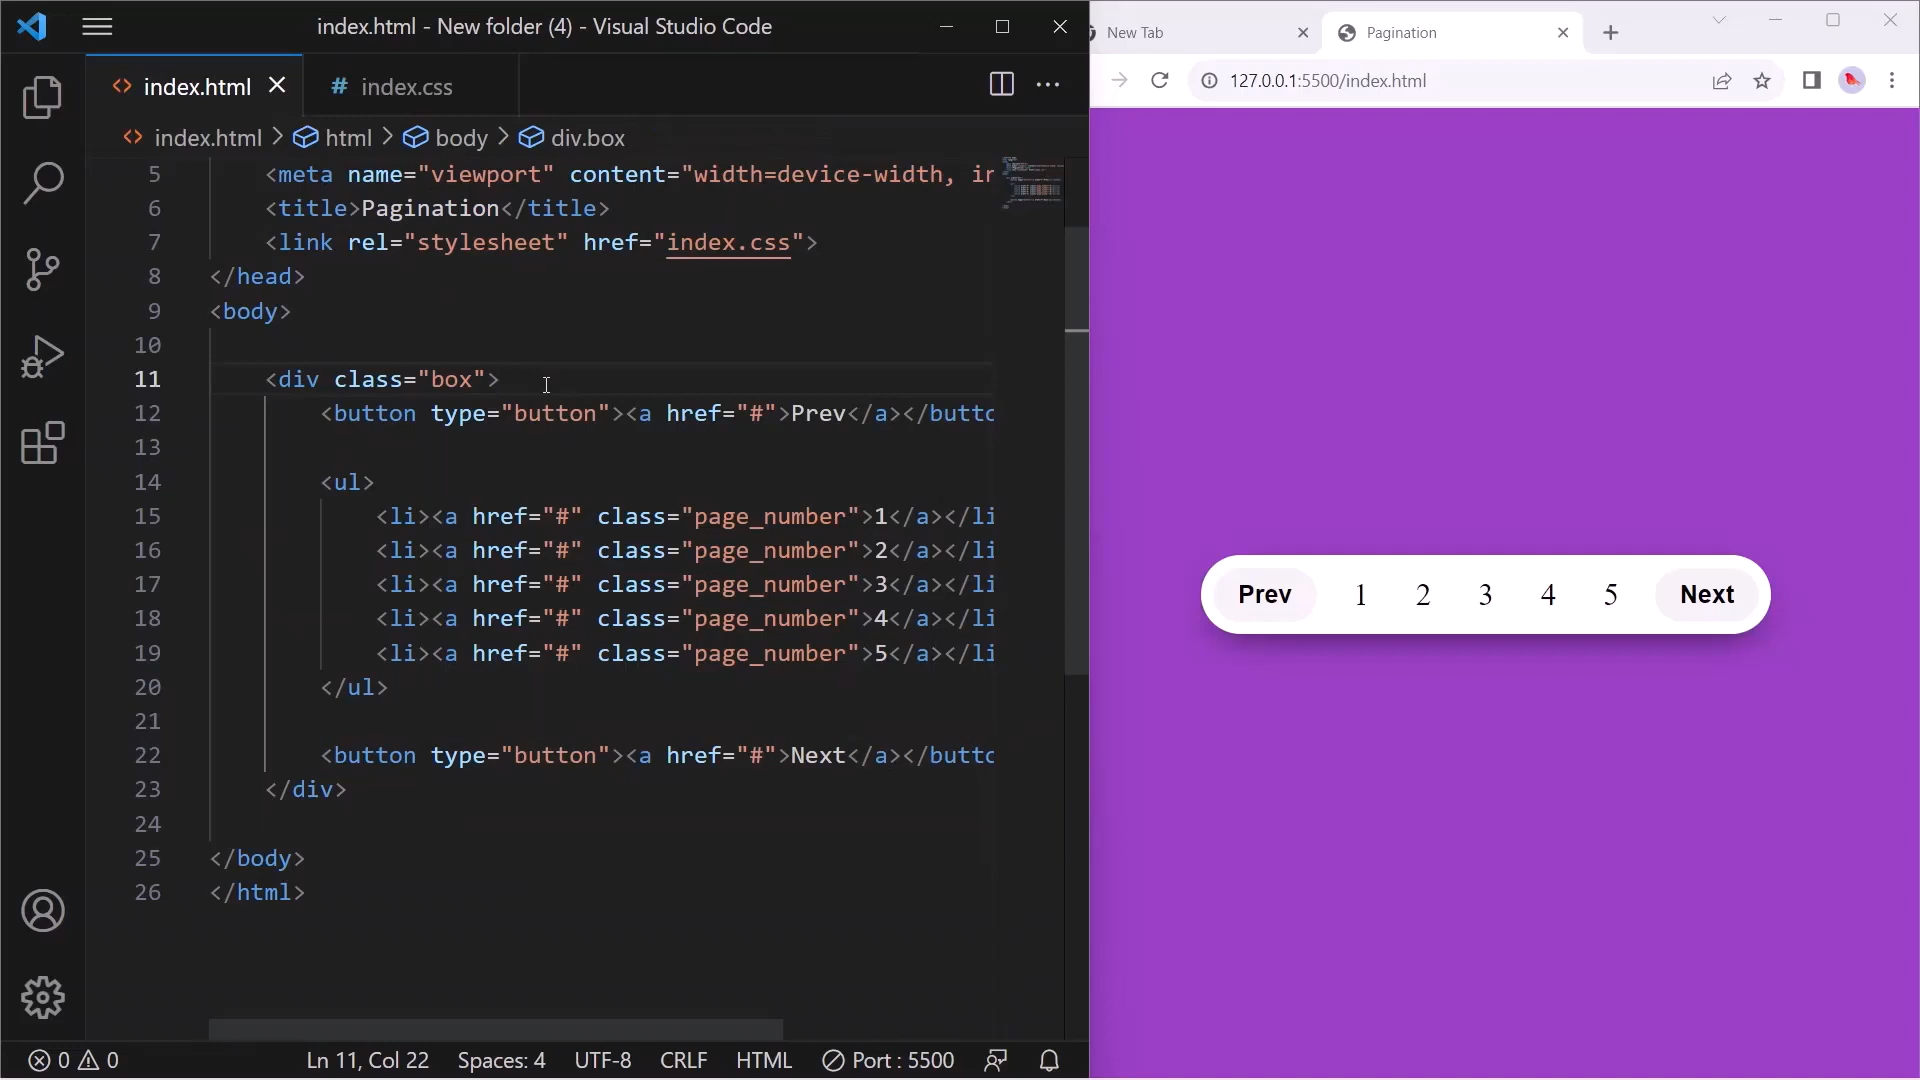 index.html - New folder (4) - Visual Studio Code
index.html
# index.css
index.html > html > body > div.box
5 <meta name="viewport" content="width=device-width, in
6 <title>Pagination</title>
7 <link rel="stylesheet" href="index.css">
8 </head>
9 <body>
10
11 <div class="box">
12 <button type="button"><a href="#">Prev</a></butto
13
14 <ul>
15 <li><a href="#" class="page_number">1</a></li
16 <li><a href="#" class="page_number">2</a></li
17 <li><a href="#" class="page_number">3</a></li
18 <li><a href="#" class="page_number">4</a></li
19 <li><a href="#" class="page_number">5</a></li
20 </ul>
21
22 <button type="button"><a href="#">Next</a></butto
23 </div>
24
25 </body>
26 </html>
0 0 Ln 11, Col 22 Spaces: 4 UTF-8 CRLF HTML Port : 5500
New Tab
Pagination
127.0.0.1:5500/index.html
Prev 1 2 3 4 5 Next